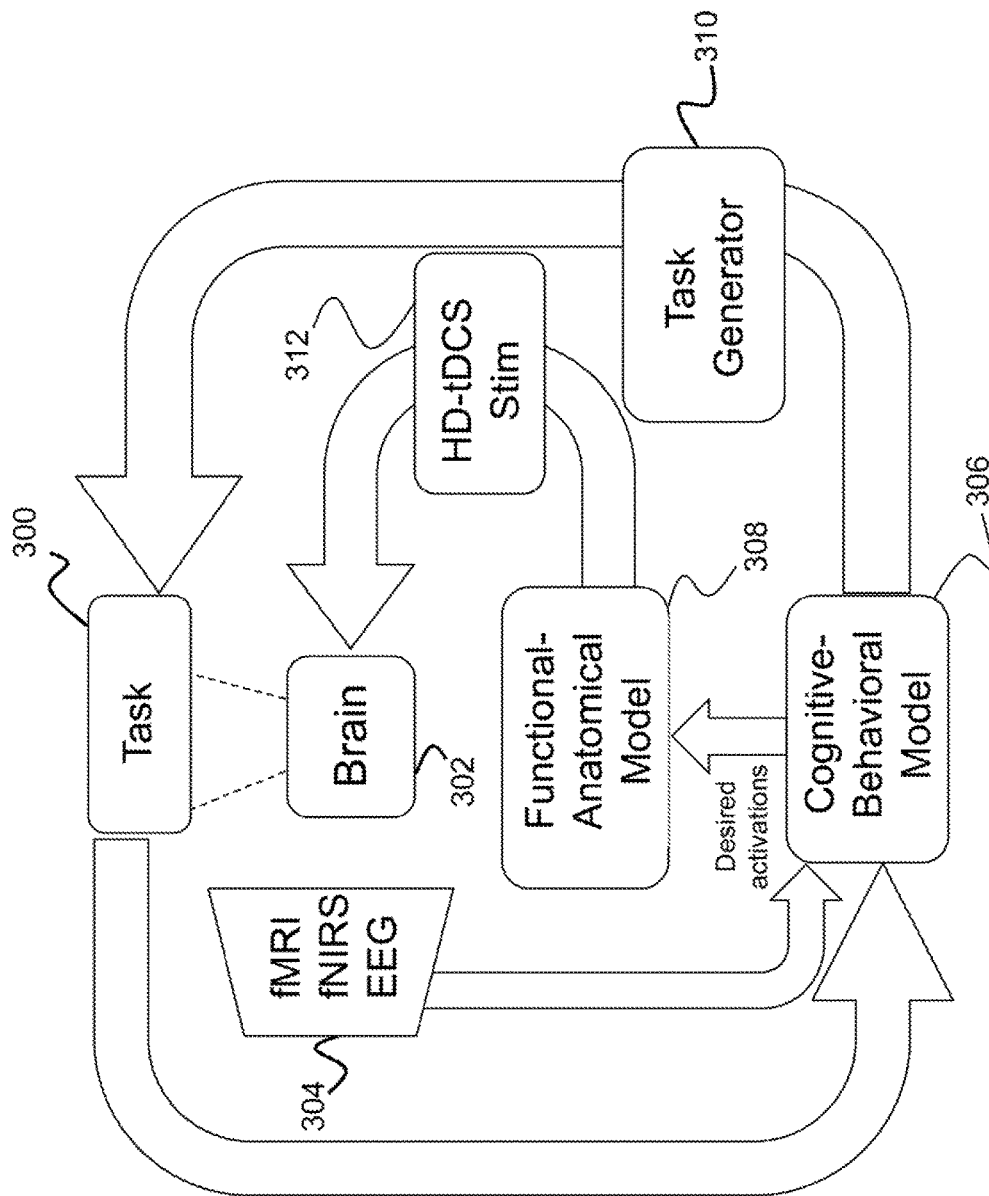 300
Task
304
fMRI
fNIRS
EEG
Brain
302
312
HD-tDCS
Stim
Functional-
Anatomical
Model
308
310
Task
Generator
Desired
activations
Cognitive-
Behavioral
Model
306